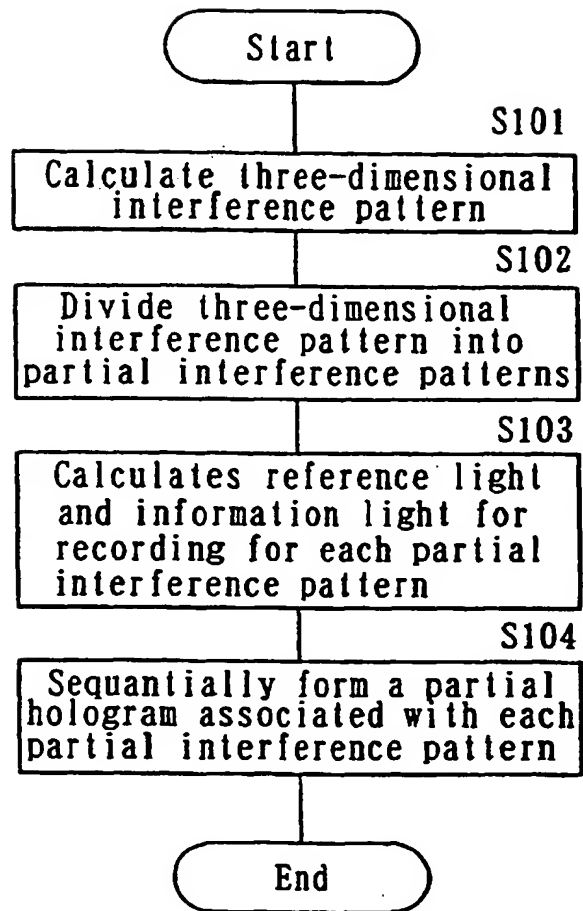 Start
S101
Calculate three-dimensional
interference pattern
S102
Divide three-dimensional
interference pattern into
partial interference patterns
S103
Calculates reference light
and information light for
recording for each partial
interference pattern
S104
Sequantially form a partial
hologram associated with each
partial interference pattern
End